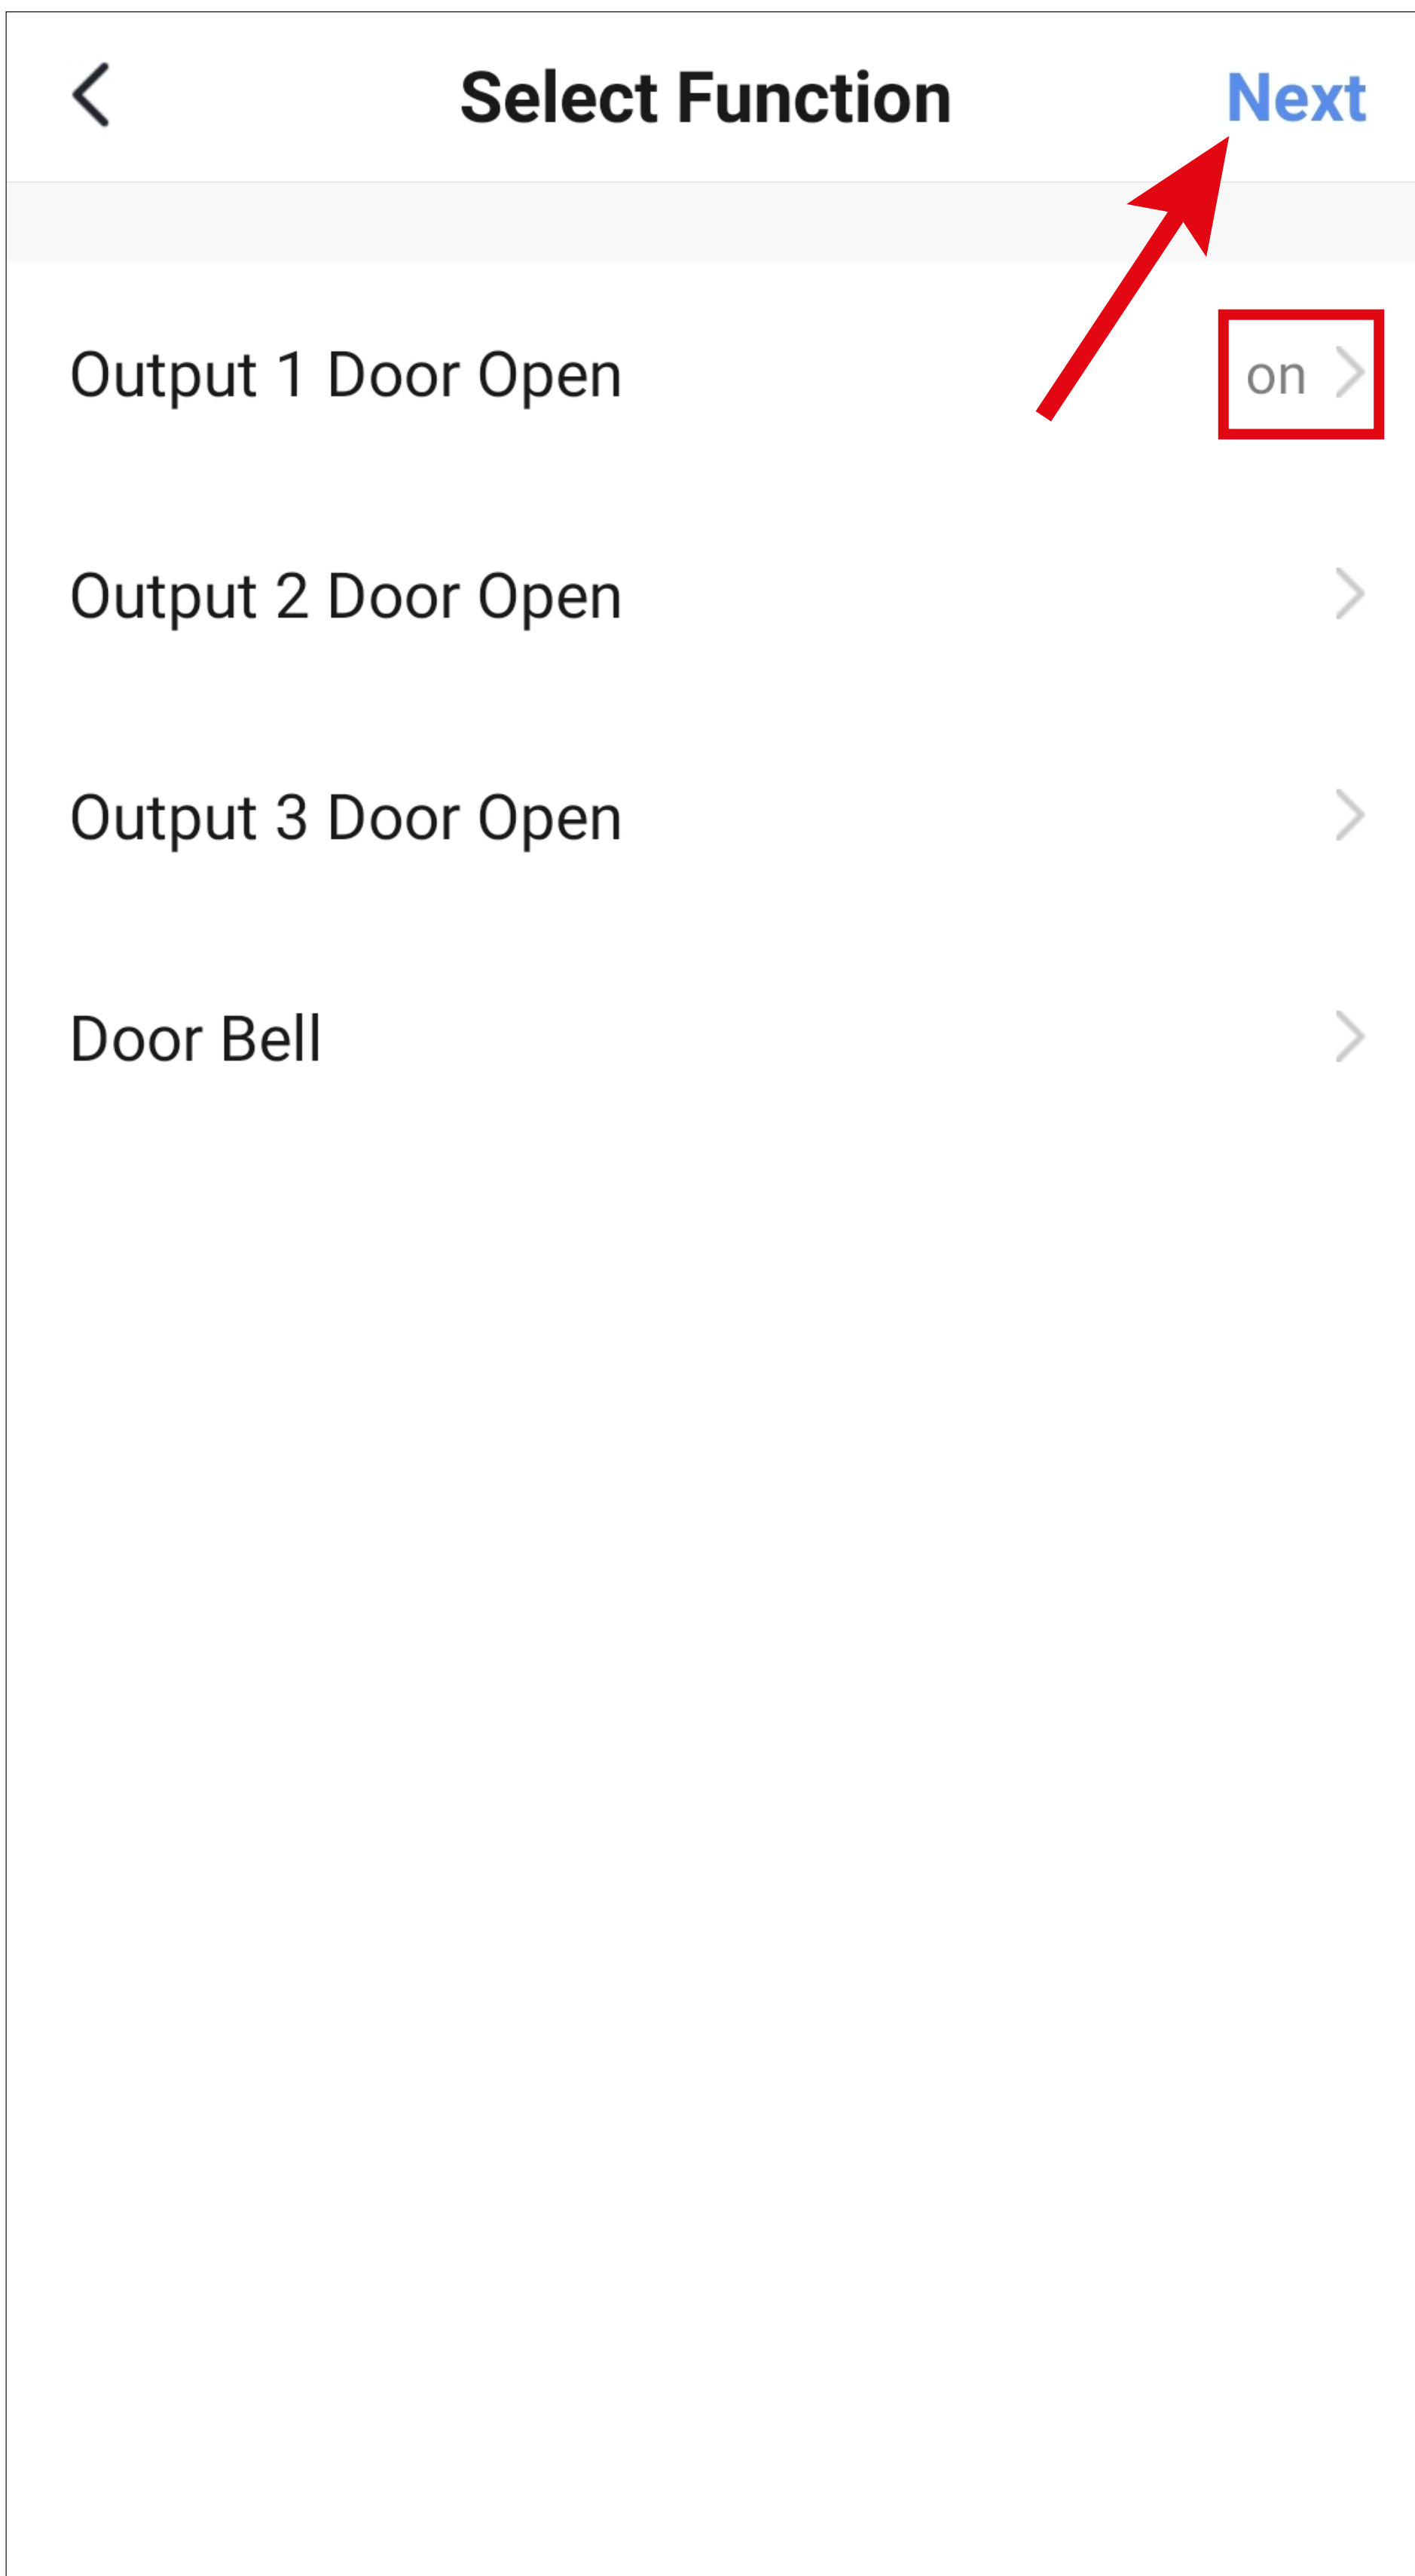 Select Function
Next
Output 1 Door Open
on
Output 2 Door Open
Output 3 Door Open
Door Bell